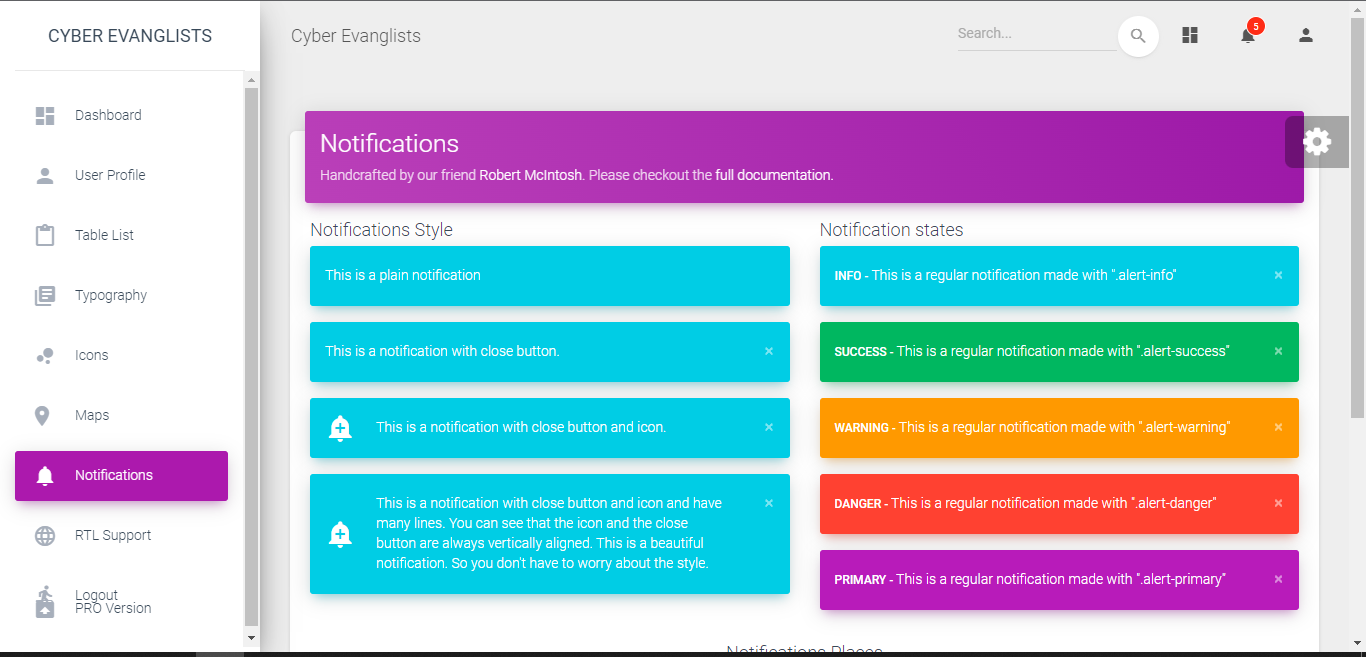 CYBER EVANGLISTS
Dashboard
User Profile
Table List
Typography
Icons
Maps
Notifications
RTL Support
Logout
PRO Version
Cyber Evanglists
Search...
5
Notifications
Handcrafted by our friend Robert McIntosh. Please checkout the full documentation.
Notifications Style
This is a plain notification
This is a notification with close button.
×
This is a notification with close button and icon.
×
This is a notification with close button and icon and have
×
many lines. You can see that the icon and the close
button are always vertically aligned. This is a beautiful
notification. So you don't have to worry about the style.
Notification states
INFO - This is a regular notification made with ".alert-info"
×
SUCCESS - This is a regular notification made with ".alert-success"
×
WARNING - This is a regular notification made with ".alert-warning"
×
DANGER - This is a regular notification made with ".alert-danger"
×
PRIMARY - This is a regular notification made with ".alert-primary"
×
Notifications Places